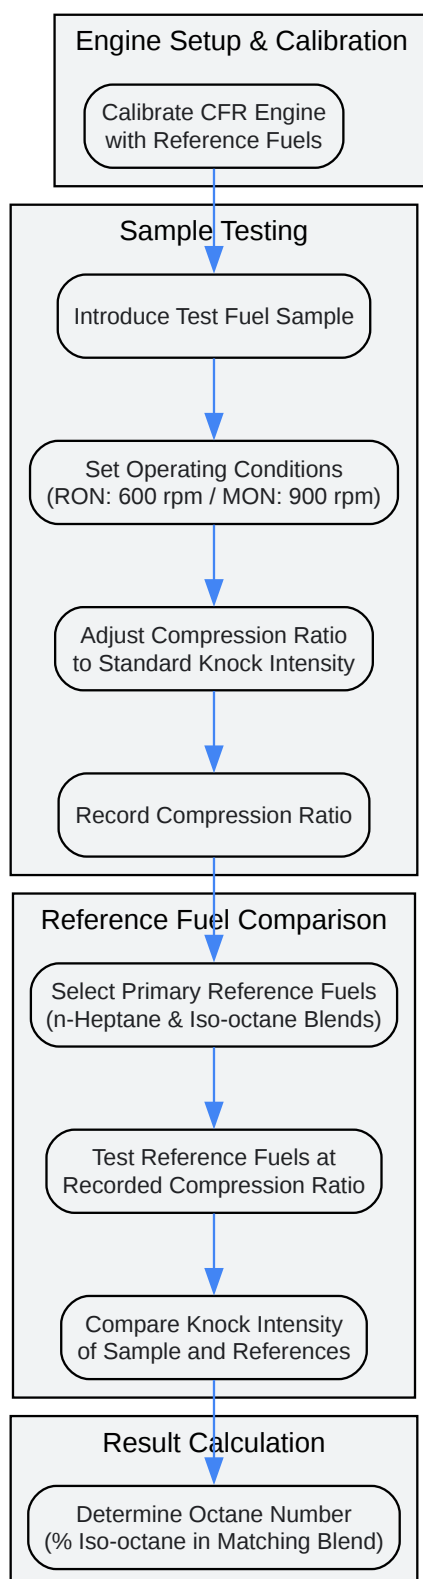 Engine Setup & Calibration
Calibrate CFR Engine
with Reference Fuels
Sample Testing
Introduce Test Fuel Sample
Set Operating Conditions
(RON: 600 rpm / MON: 900 rpm)
Adjust Compression Ratio
to Standard Knock Intensity
Record Compression Ratio
Reference Fuel Comparison
Select Primary Reference Fuels
(n-Heptane & Iso-octane Blends)
Test Reference Fuels at
Recorded Compression Ratio
Compare Knock Intensity
of Sample and References
Result Calculation
Determine Octane Number
(% Iso-octane in Matching Blend)